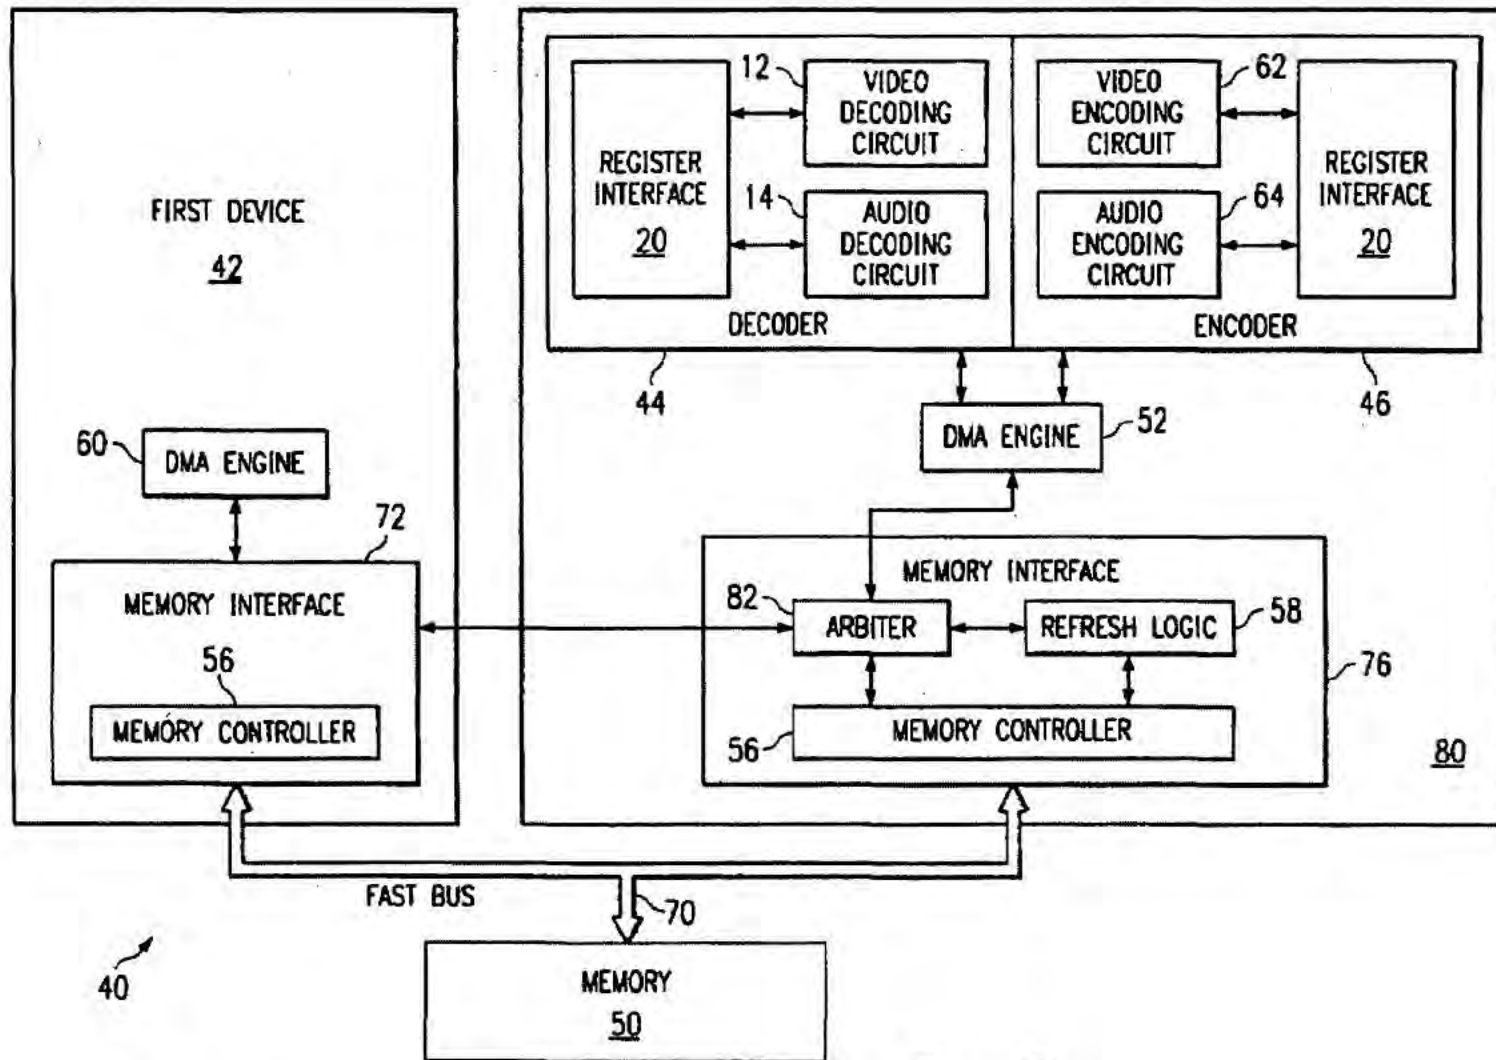 FIRST DEVICE
42
60
DMA ENGINE
72
MEMORY INTERFACE
56
MEMORY CONTROLLER
12
VIDEO
DECODING
CIRCUIT
REGISTER
INTERFACE
20
14
AUDIO
DECODING
CIRCUIT
DECODER
44
VIDEO
ENCODING
CIRCUIT
62
AUDIO
ENCODING
CIRCUIT
64
REGISTER
INTERFACE
20
ENCODER
46
DMA ENGINE
52
MEMORY INTERFACE
82
ARBITER
REFRESH LOGIC
58
76
56
MEMORY CONTROLLER
80
FAST BUS
70
40
MEMORY
50